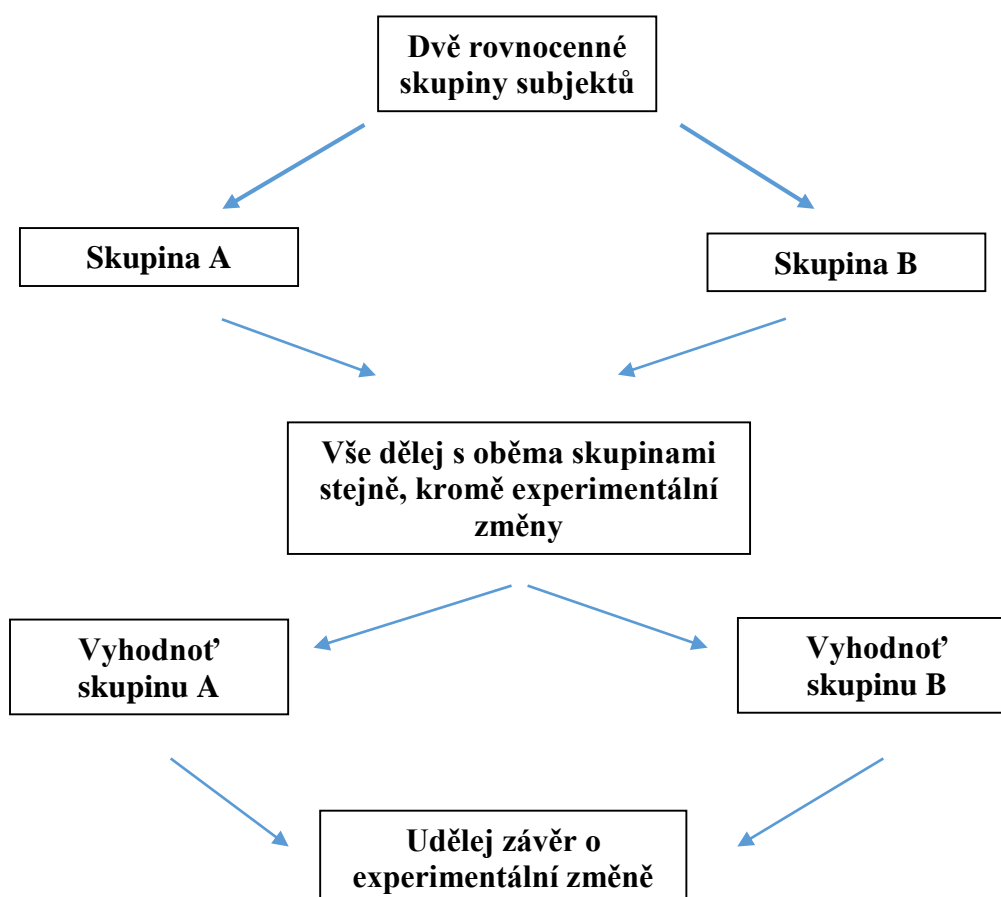 Dvě rovnocenné
skupiny subjektů
Skupina A
Skupina B
Vše dělej s oběma skupinami
stejně, kromě experimentální
změny
Vyhodnoť
skupinu A
Vyhodnoť
skupinu B
Udělej závěr o
experimentální změně